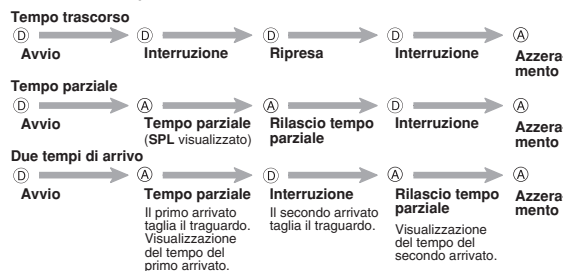 Tempo trascorso
D D D D A
Avvio Interruzione Ripresa Interruzione Azzera
mento
Tempo parziale
D A A D A
Avvio Tempo parziale Rilascio tempo Interruzione Azzera
(SPL visualizzato) parziale mento
Due tempi di arrivo
D A D A A
Avvio Tempo parziale Interruzione Rilascio tempo Azzera
parziale mento
Il primo arrivato Il secondo arrivato
taglia il traguardo. taglia il traguardo. Visualizzazione
Visualizzazione del tempo del
del tempo del secondo arrivato.
primo arrivato.